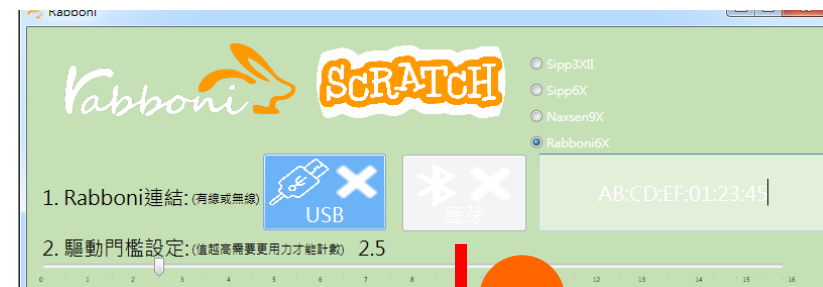 Rabboni
rabboni SCRATCH
Sipp3XII
Sipp6X
Naxsen9X
Rabboni6X
1. Rabboni連結:(有線或無線)
USB
藍芽
AB:CD:EF:01:23:45
2. 驅動門檻設定:(值越高需要更用力才能計數) 2.5
0 1 2 3 4 5 6 7 8 12 13 14 15 16